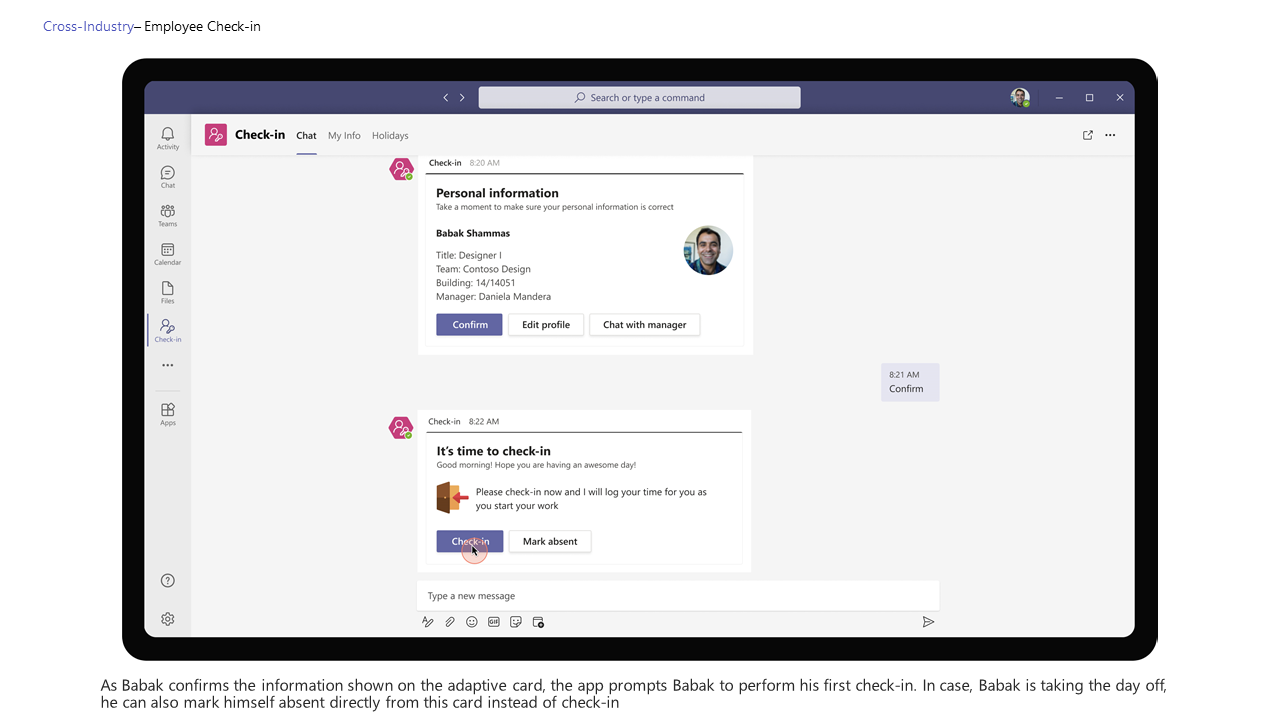 Cross-Industry– Employee Check-in
Search or type a command
Check-in Chat My Info Holidays
Activity
Chat
Teams
Calendar
Files
Check-in
Apps
Check-in 8:20 AM
Personal information
Take a moment to make sure your personal information is correct
Babak Shammas
Title: Designer I
Team: Contoso Design
Building: 14/14051
Manager: Daniela Mandera
Confirm Edit profile Chat with manager
8:21 AM
Confirm
Check-in 8:22 AM
It's time to check-in
Good morning! Hope you are having an awesome day!
Please check-in now and I will log your time for you as
you start your work
Check-in Mark absent
Type a new message
GIF
As Babak confirms the information shown on the adaptive card, the app prompts Babak to perform his first check-in. In case, Babak is taking the day off,
he can also mark himself absent directly from this card instead of check-in